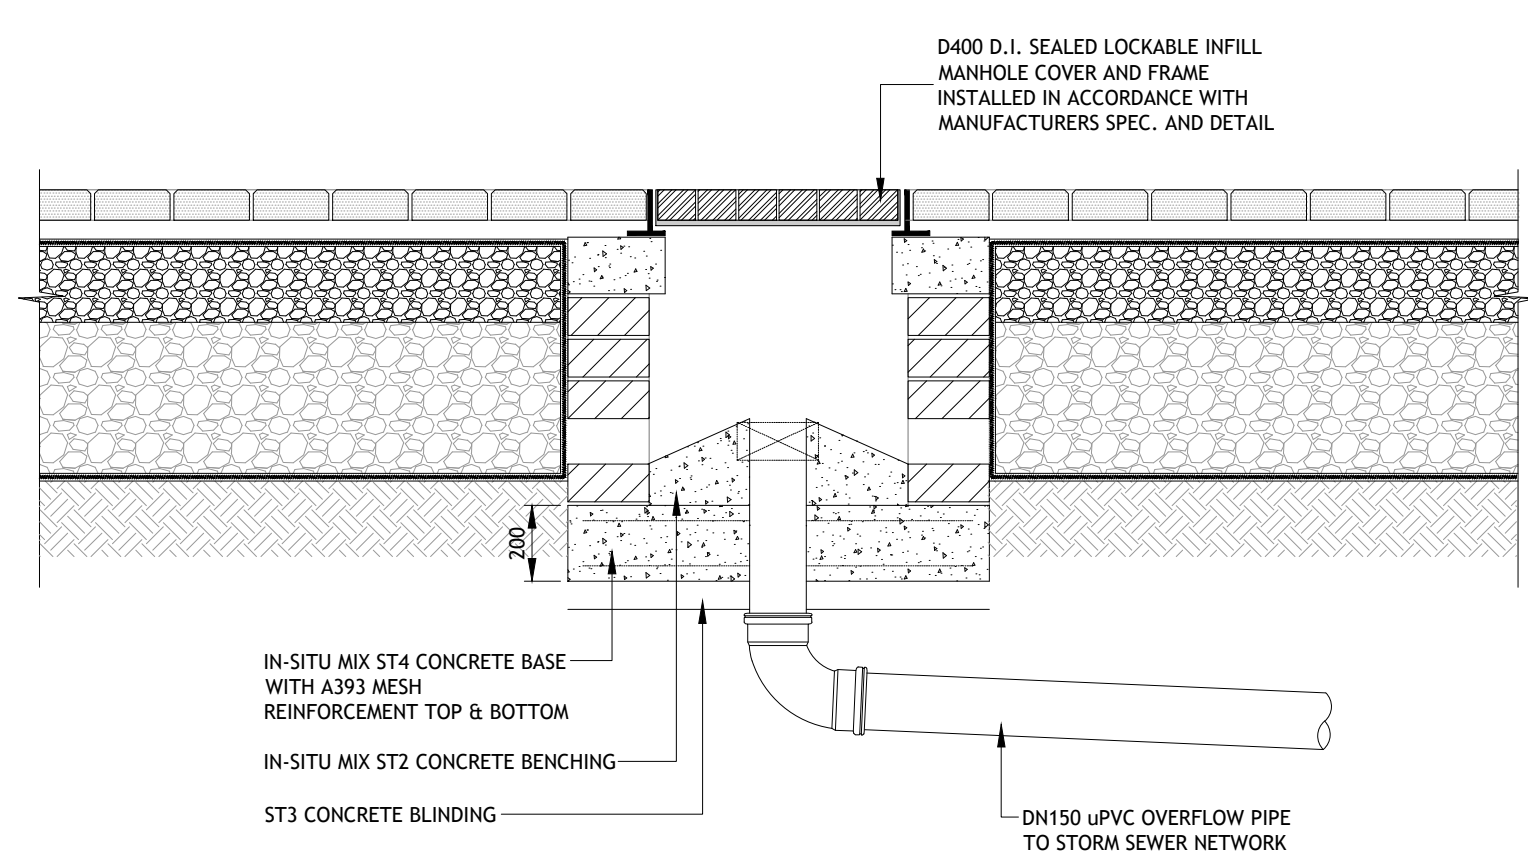 D400 D.I. SEALED LOCKABLE INFILL
MANHOLE COVER AND FRAME
INSTALLED IN ACCORDANCE WITH
MANUFACTURERS SPEC. AND DETAIL
200
IN-SITU MIX ST4 CONCRETE BASE
WITH A393 MESH
REINFORCEMENT TOP & BOTTOM
IN-SITU MIX ST2 CONCRETE BENCHING
ST3 CONCRETE BLINDING
DN150 uPVC OVERFLOW PIPE
TO STORM SEWER NETWORK